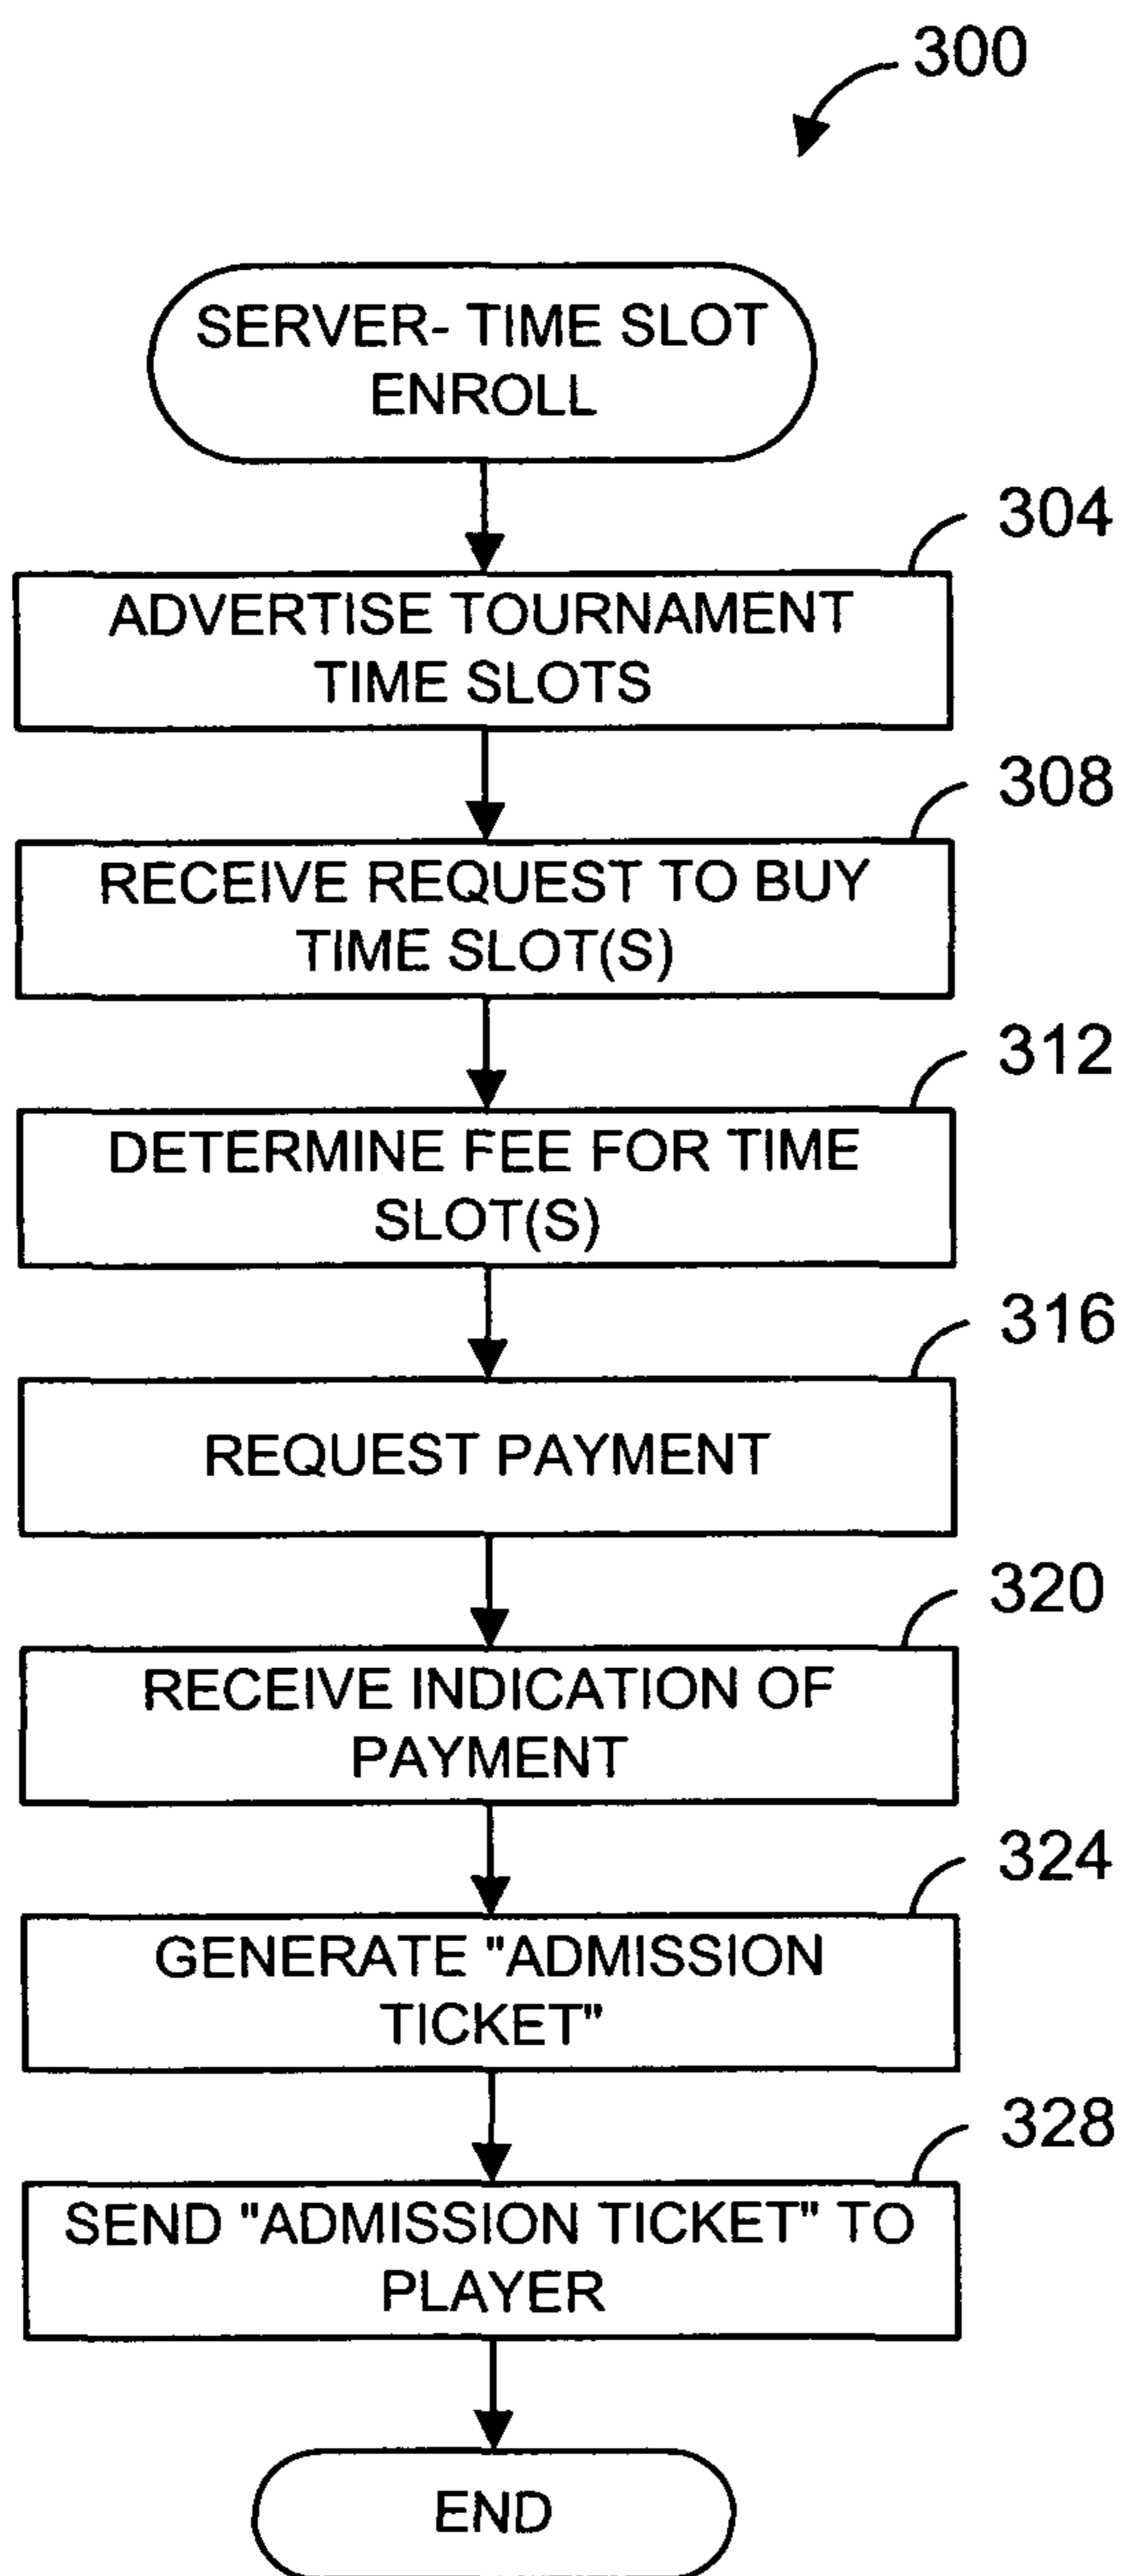 300
SERVER- TIME SLOT
ENROLL
304
ADVERTISE TOURNAMENT
TIME SLOTS
308
RECEIVE REQUEST TO BUY
TIME SLOT(S)
312
DETERMINE FEE FOR TIME
SLOT(S)
316
REQUEST PAYMENT
320
RECEIVE INDICATION OF
PAYMENT
324
GENERATE "ADMISSION
TICKET"
328
SEND "ADMISSION TICKET" TO
PLAYER
END